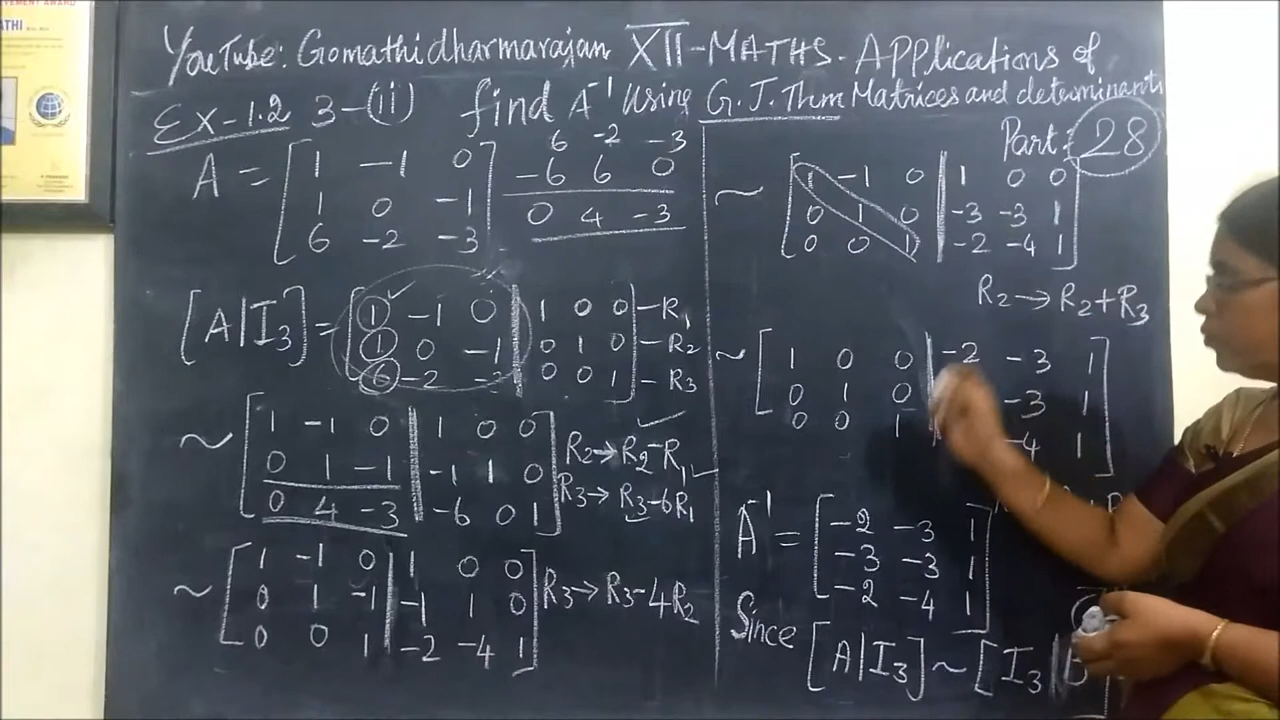 YouTube: Gomathidharmarajan XII-MATHS. Applications of
Matrices and determinants
Ex-1.2 3-(ii) find A⁻¹ using G.J. Thm
Part: 28
A = [1 -1 0
1 0 -1
6 -2 -3]
6 -2 -3
-6 6 0
0 4 -3
[A|I₃] = [1 -1 0 | 1 0 0] -R₁
1 0 -1 | 0 1 0 -R₂
6 -2 -3 | 0 0 1 -R₃
~ [1 -1 0 | 1 0 0]
0 1 -1 | -1 1 0 R₂→R₂-R₁
0 4 -3 | -6 0 1 R₃→R₃-6R₁
~ [1 -1 0 | 1 0 0]
0 1 -1 | -1 1 0 R₃→R₃-4R₂
0 0 1 | -2 -4 1
~ [1 -1 0 | 1 0 0]
0 1 0 | -3 -3 1
0 0 1 | -2 -4 1
R₂→R₂+R₃
~ [1 0 0 | -2 -3 1]
0 1 0 | -3 1
0 0 1 | -4 1
A⁻¹ = [-2 -3 1
-3 -3 1
-2 -4 1]
Since [A|I₃] ~ [I₃|B]